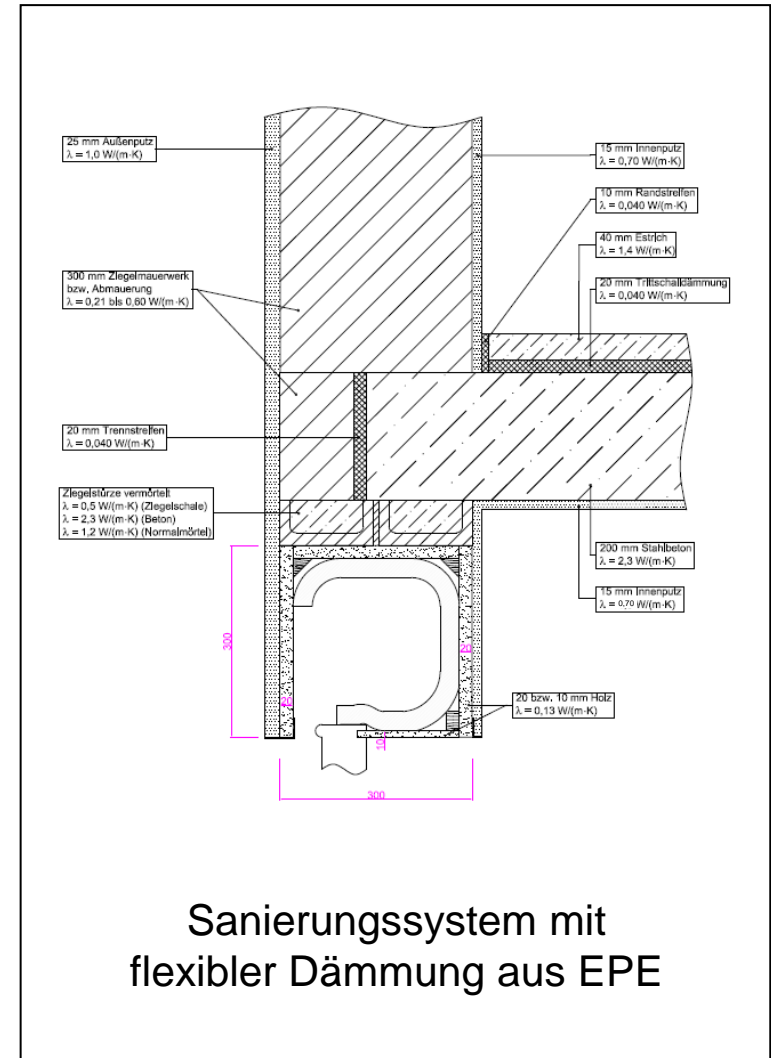 25 mm Außenputz
λ = 1,0 W/(m·K)
15 mm Innenputz
λ = 0,70 W/(m·K)
10 mm Randstreifen
λ = 0,040 W/(m·K)
40 mm Estrich
λ = 1,4 W/(m·K)
300 mm Ziegelmauerwerk
bzw. Abmauerung
λ = 0,21 bis 0,60 W/(m·K)
20 mm Trittschalldämmung
λ = 0,040 W/(m·K)
20 mm Trennstreifen
λ = 0,040 W/(m·K)
Ziegelstürze vermörtelt
λ = 0,5 W/(m·K) (Ziegelschale)
λ = 2,3 W/(m·K) (Beton)
λ = 1,2 W/(m·K) (Normalmörtel)
200 mm Stahlbeton
λ = 2,3 W/(m·K)
15 mm Innenputz
λ = 0,70 W/(m·K)
300
20
20 bzw. 10 mm Holz
λ = 0,13 W/(m·K)
10
300
Sanierungssystem mit
flexibler Dämmung aus EPE